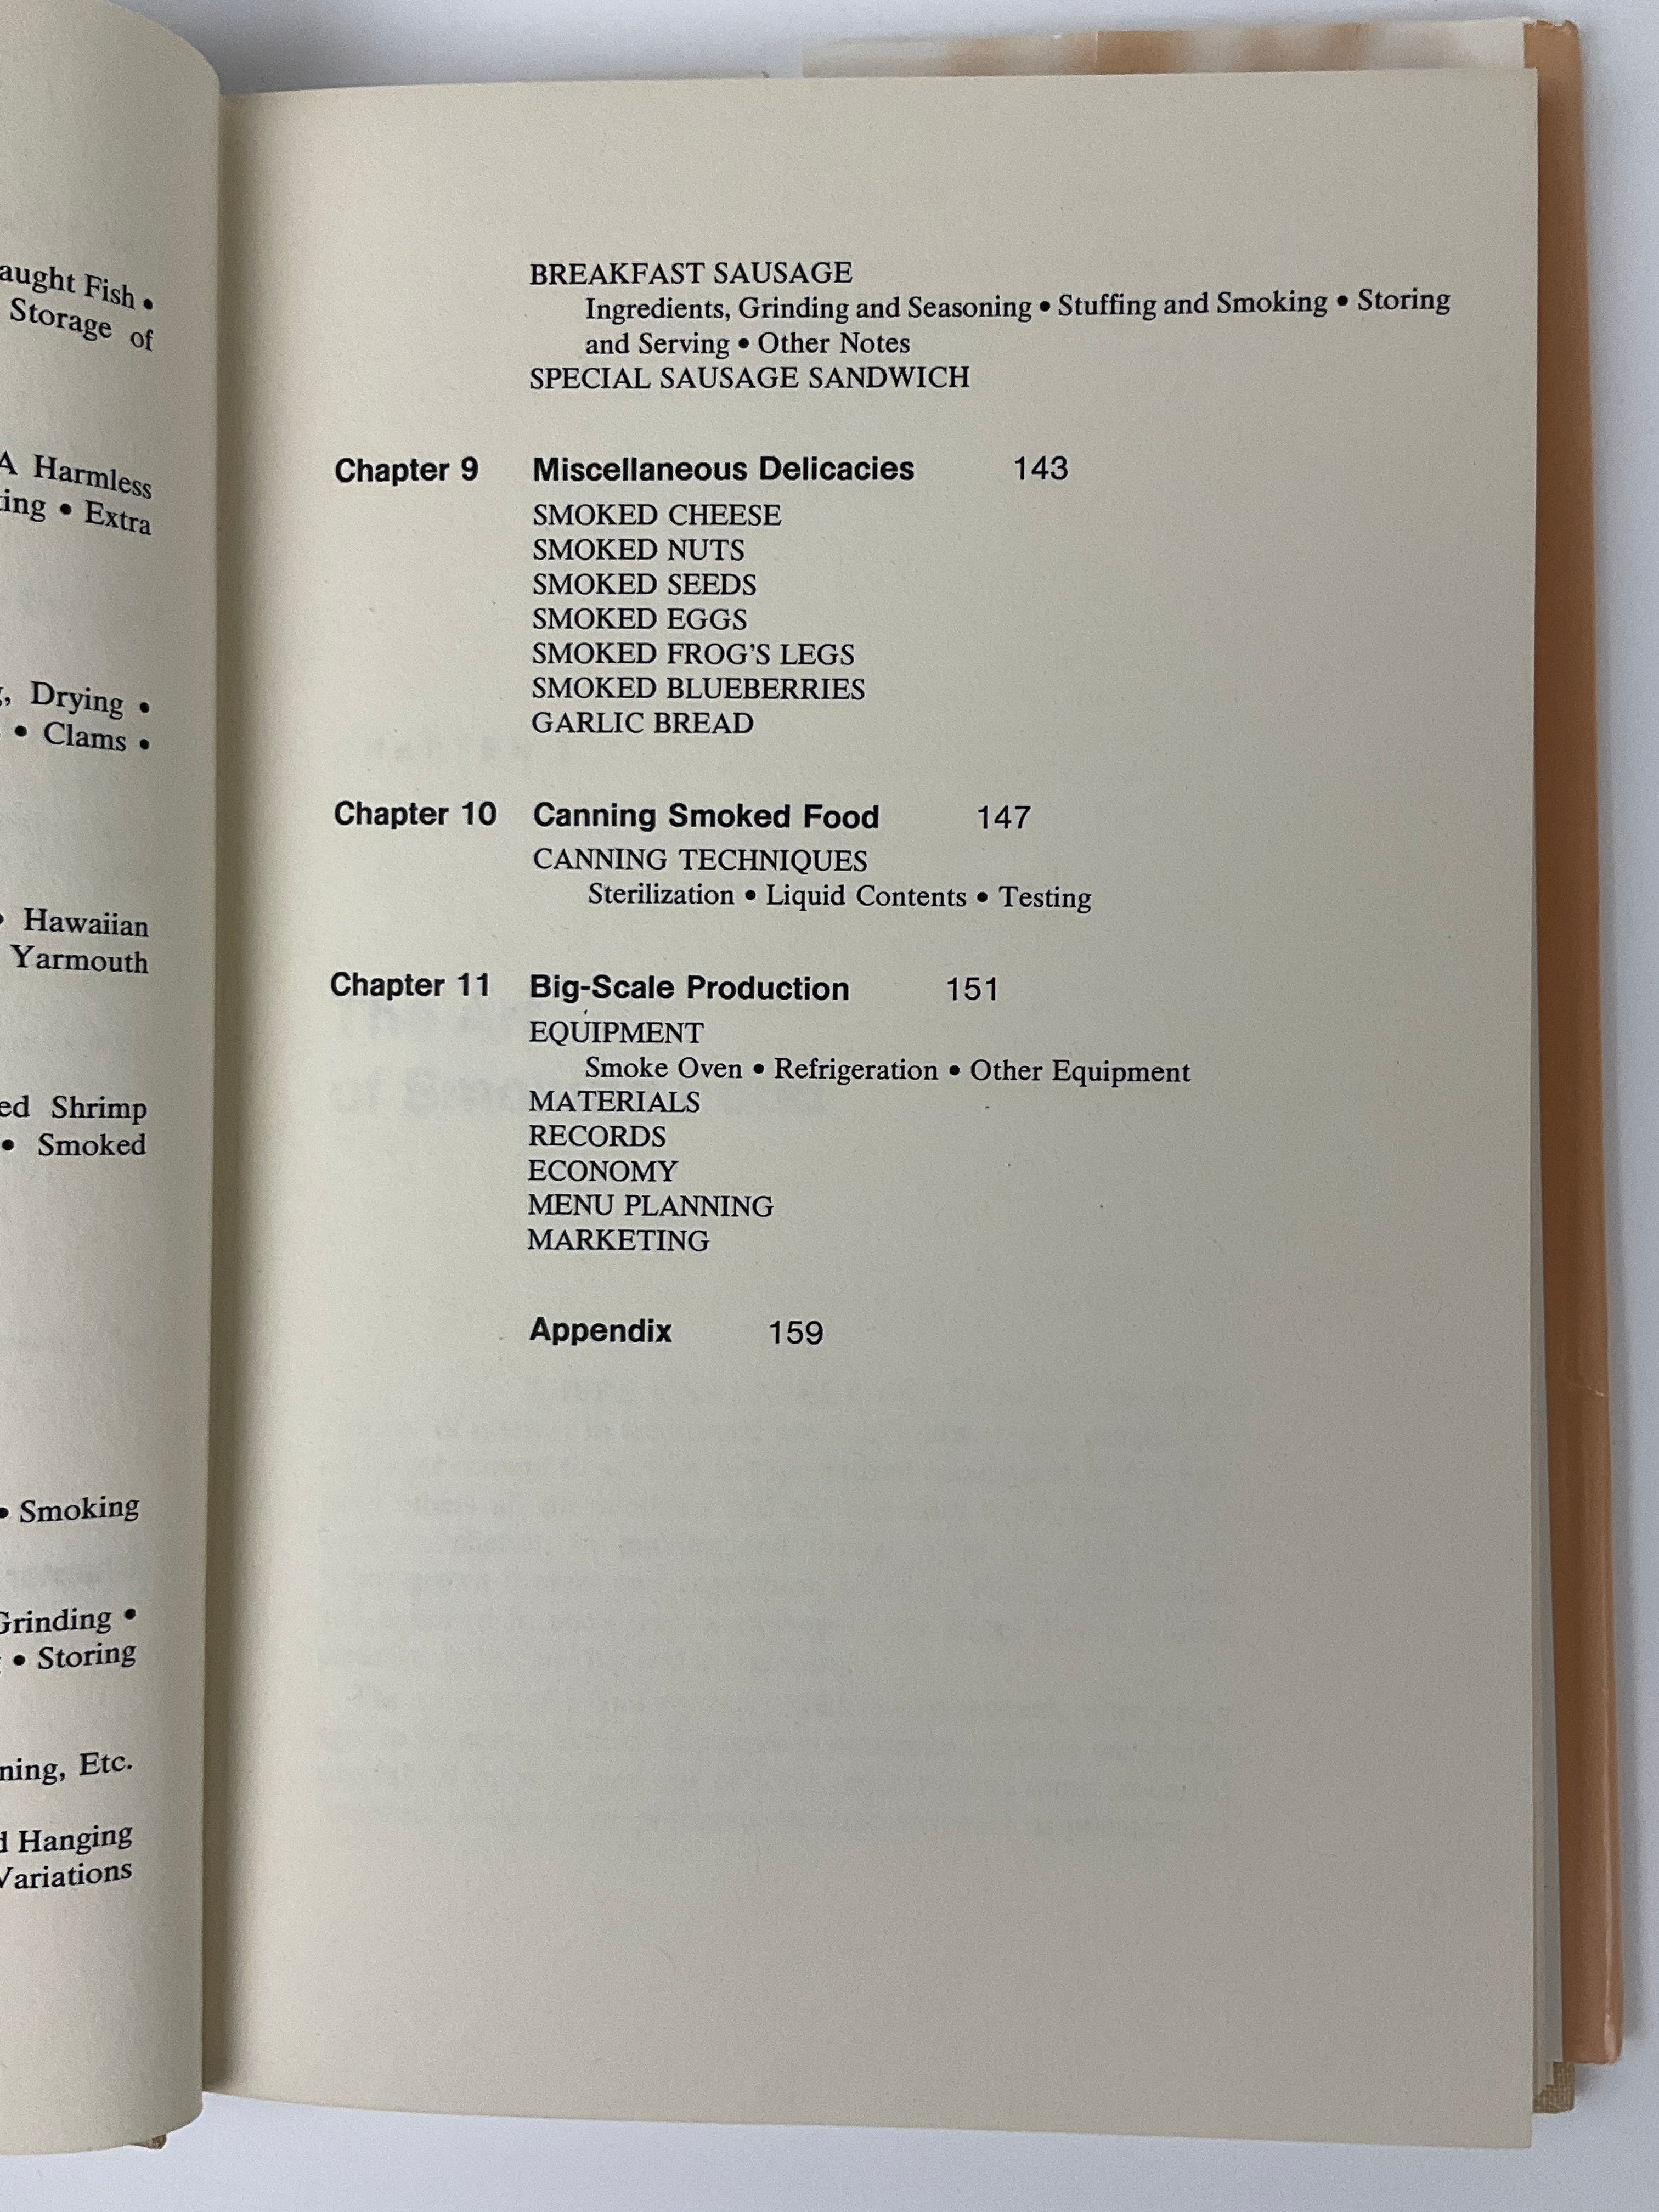 aught Fish •
Storage of
A Harmless
ing • Extra
Drying •
• Clams •
Hawaiian
Yarmouth
ed Shrimp
• Smoked
• Smoking
Grinding •
• Storing
ning, Etc.
d Hanging
Variations
BREAKFAST SAUSAGE
Ingredients, Grinding and Seasoning • Stuffing and Smoking • Storing
and Serving • Other Notes
SPECIAL SAUSAGE SANDWICH
Chapter 9 Miscellaneous Delicacies 143
SMOKED CHEESE
SMOKED NUTS
SMOKED SEEDS
SMOKED EGGS
SMOKED FROG'S LEGS
SMOKED BLUEBERRIES
GARLIC BREAD
Chapter 10 Canning Smoked Food 147
CANNING TECHNIQUES
Sterilization • Liquid Contents • Testing
Chapter 11 Big-Scale Production 151
EQUIPMENT
Smoke Oven • Refrigeration • Other Equipment
MATERIALS
RECORDS
ECONOMY
MENU PLANNING
MARKETING
Appendix 159